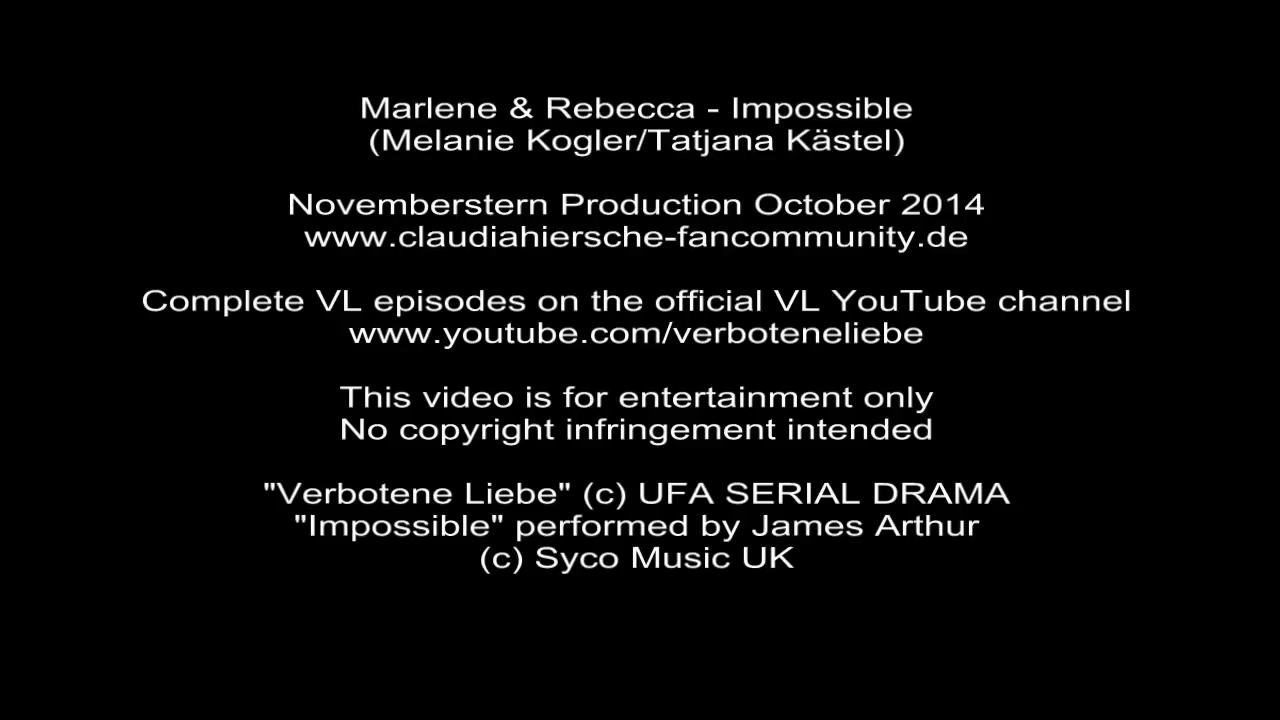 Marlene & Rebecca - Impossible
(Melanie Kogler/Tatjana Kästel)
Novemberstern Production October 2014
www.claudiahiersche-fancommunity.de
Complete VL episodes on the official VL YouTube channel
www.youtube.com/verboteneliebe
This video is for entertainment only
No copyright infringement intended
"Verbotene Liebe" (c) UFA SERIAL DRAMA
"Impossible" performed by James Arthur
(c) Syco Music UK